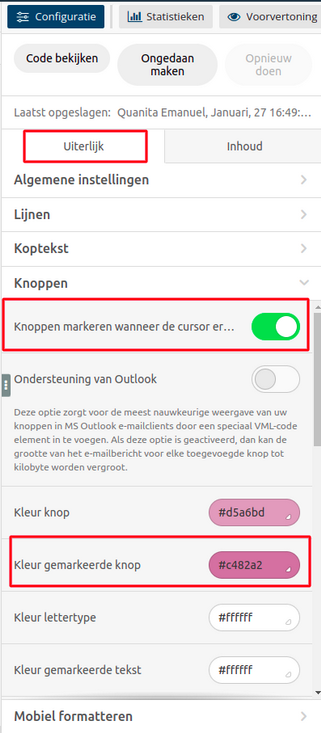 Configuratie
Statistieken
Voorvertoning
Code bekijken
Ongedaan
maken
Opnieuw
doen
Laatst opgeslagen: Quanita Emanuel, Januari, 27 16:49:...
Uiterlijk
Inhoud
Algemene instellingen
Lijnen
Koptekst
Knoppen
Knoppen markeren wanneer de cursor er...
Ondersteuning van Outlook
Deze optie zorgt voor de meest nauwkeurige weergave van uw
knoppen in MS Outlook e-mailclients door een speciaal VML-code
element in te voegen. Als deze optie is geactiveerd, dan kan de
grootte van het e-mailbericht voor elke toegevoegde knop tot
kilobyte worden vergroot.
Kleur knop
#d5a6bd
Kleur gemarkeerde knop
#c482a2
Kleur lettertype
#ffffff
Kleur gemarkeerde tekst
#ffffff
Mobiel formatteren